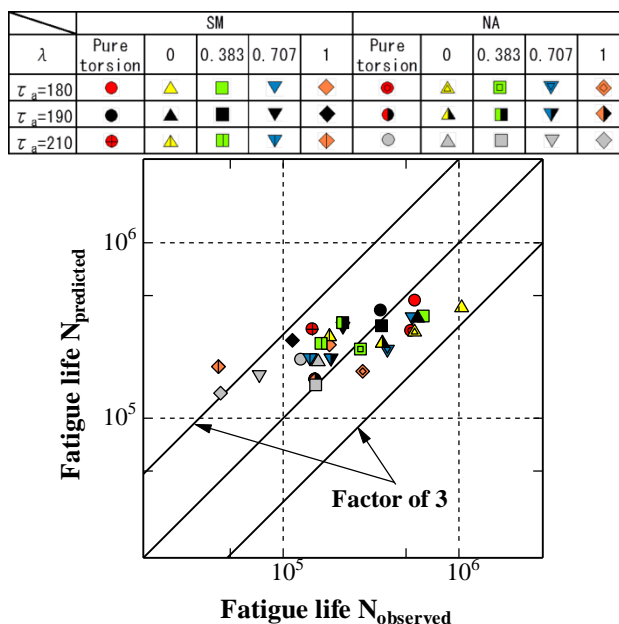 SM NA
λ Pure torsion 0 0.383 0.707 1 Pure torsion 0 0.383 0.707 1
τa=180
τa=190
τa=210
Fatigue life Npredicted
10^6
10^5
Factor of 3
10^5 10^6
Fatigue life Nobserved